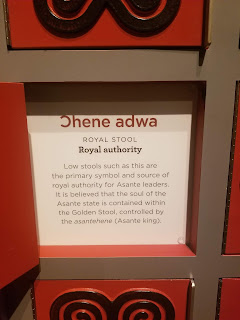 Ɔhene adwa
ROYAL STOOL
Royal authority
Low stools such as this are
the primary symbol and source of
royal authority for Asante leaders.
It is believed that the soul of the
Asante state is contained within
the Golden Stool, controlled by
the asantehene (Asante king).